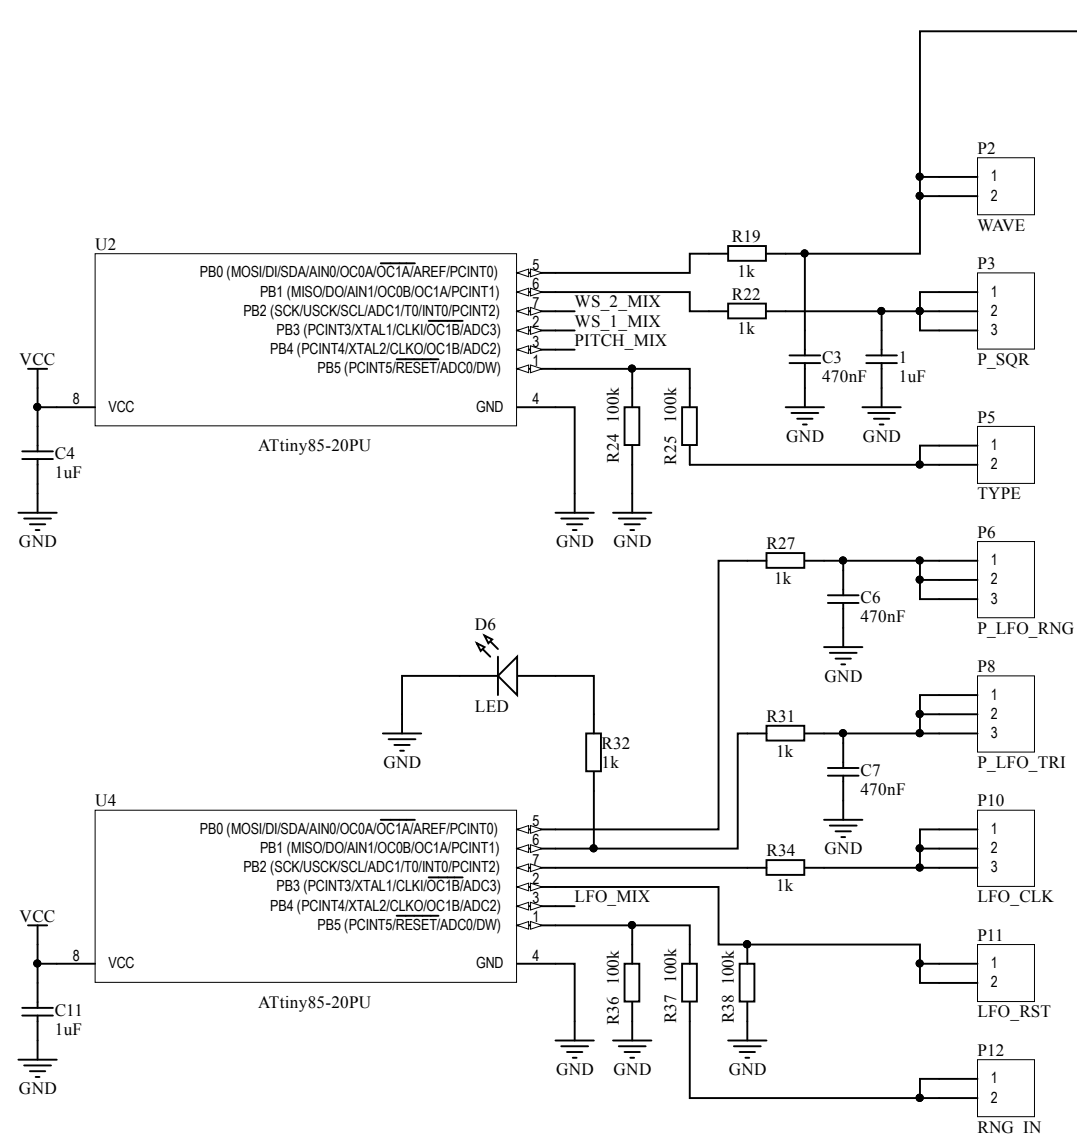 P2
1
2
WAVE
U2
PB0 (MOSI/DI/SDA/AIN0/OC0A/OC1A/AREF/PCINT0)
5
PB1 (MISO/DO/AIN1/OC0B/OC1A/PCINT1)
6
PB2 (SCK/USCK/SCL/ADC1/T0/INT0/PCINT2)
7
WS_2_MIX
PB3 (PCINT3/XTAL1/CLKI/OC1B/ADC3)
2
WS_1_MIX
PB4 (PCINT4/XTAL2/CLKO/OC1B/ADC2)
3
PITCH_MIX
PB5 (PCINT5/RESET/ADC0/DW)
1
8
VCC
GND
4
ATtiny85-20PU
VCC
C4
1uF
GND
R19
1k
R22
1k
C3
470nF
GND
1
1uF
GND
P3
1
2
3
P_SQR
R24 100k
R25 100k
GND
GND
P5
1
2
TYPE
R27
1k
C6
470nF
GND
P6
1
2
3
P_LFO_RNG
D6
LED
GND
R32
1k
R31
1k
C7
470nF
GND
P8
1
2
3
P_LFO_TRI
U4
PB0 (MOSI/DI/SDA/AIN0/OC0A/OC1A/AREF/PCINT0)
5
PB1 (MISO/DO/AIN1/OC0B/OC1A/PCINT1)
6
PB2 (SCK/USCK/SCL/ADC1/T0/INT0/PCINT2)
7
PB3 (PCINT3/XTAL1/CLKI/OC1B/ADC3)
2
PB4 (PCINT4/XTAL2/CLKO/OC1B/ADC2)
3
LFO_MIX
PB5 (PCINT5/RESET/ADC0/DW)
1
8
VCC
GND
4
ATtiny85-20PU
VCC
C11
1uF
GND
R34
1k
P10
1
2
3
LFO_CLK
R36 100k
R37 100k
R38 100k
GND
GND
GND
P11
1
2
LFO_RST
P12
1
2
RNG_IN